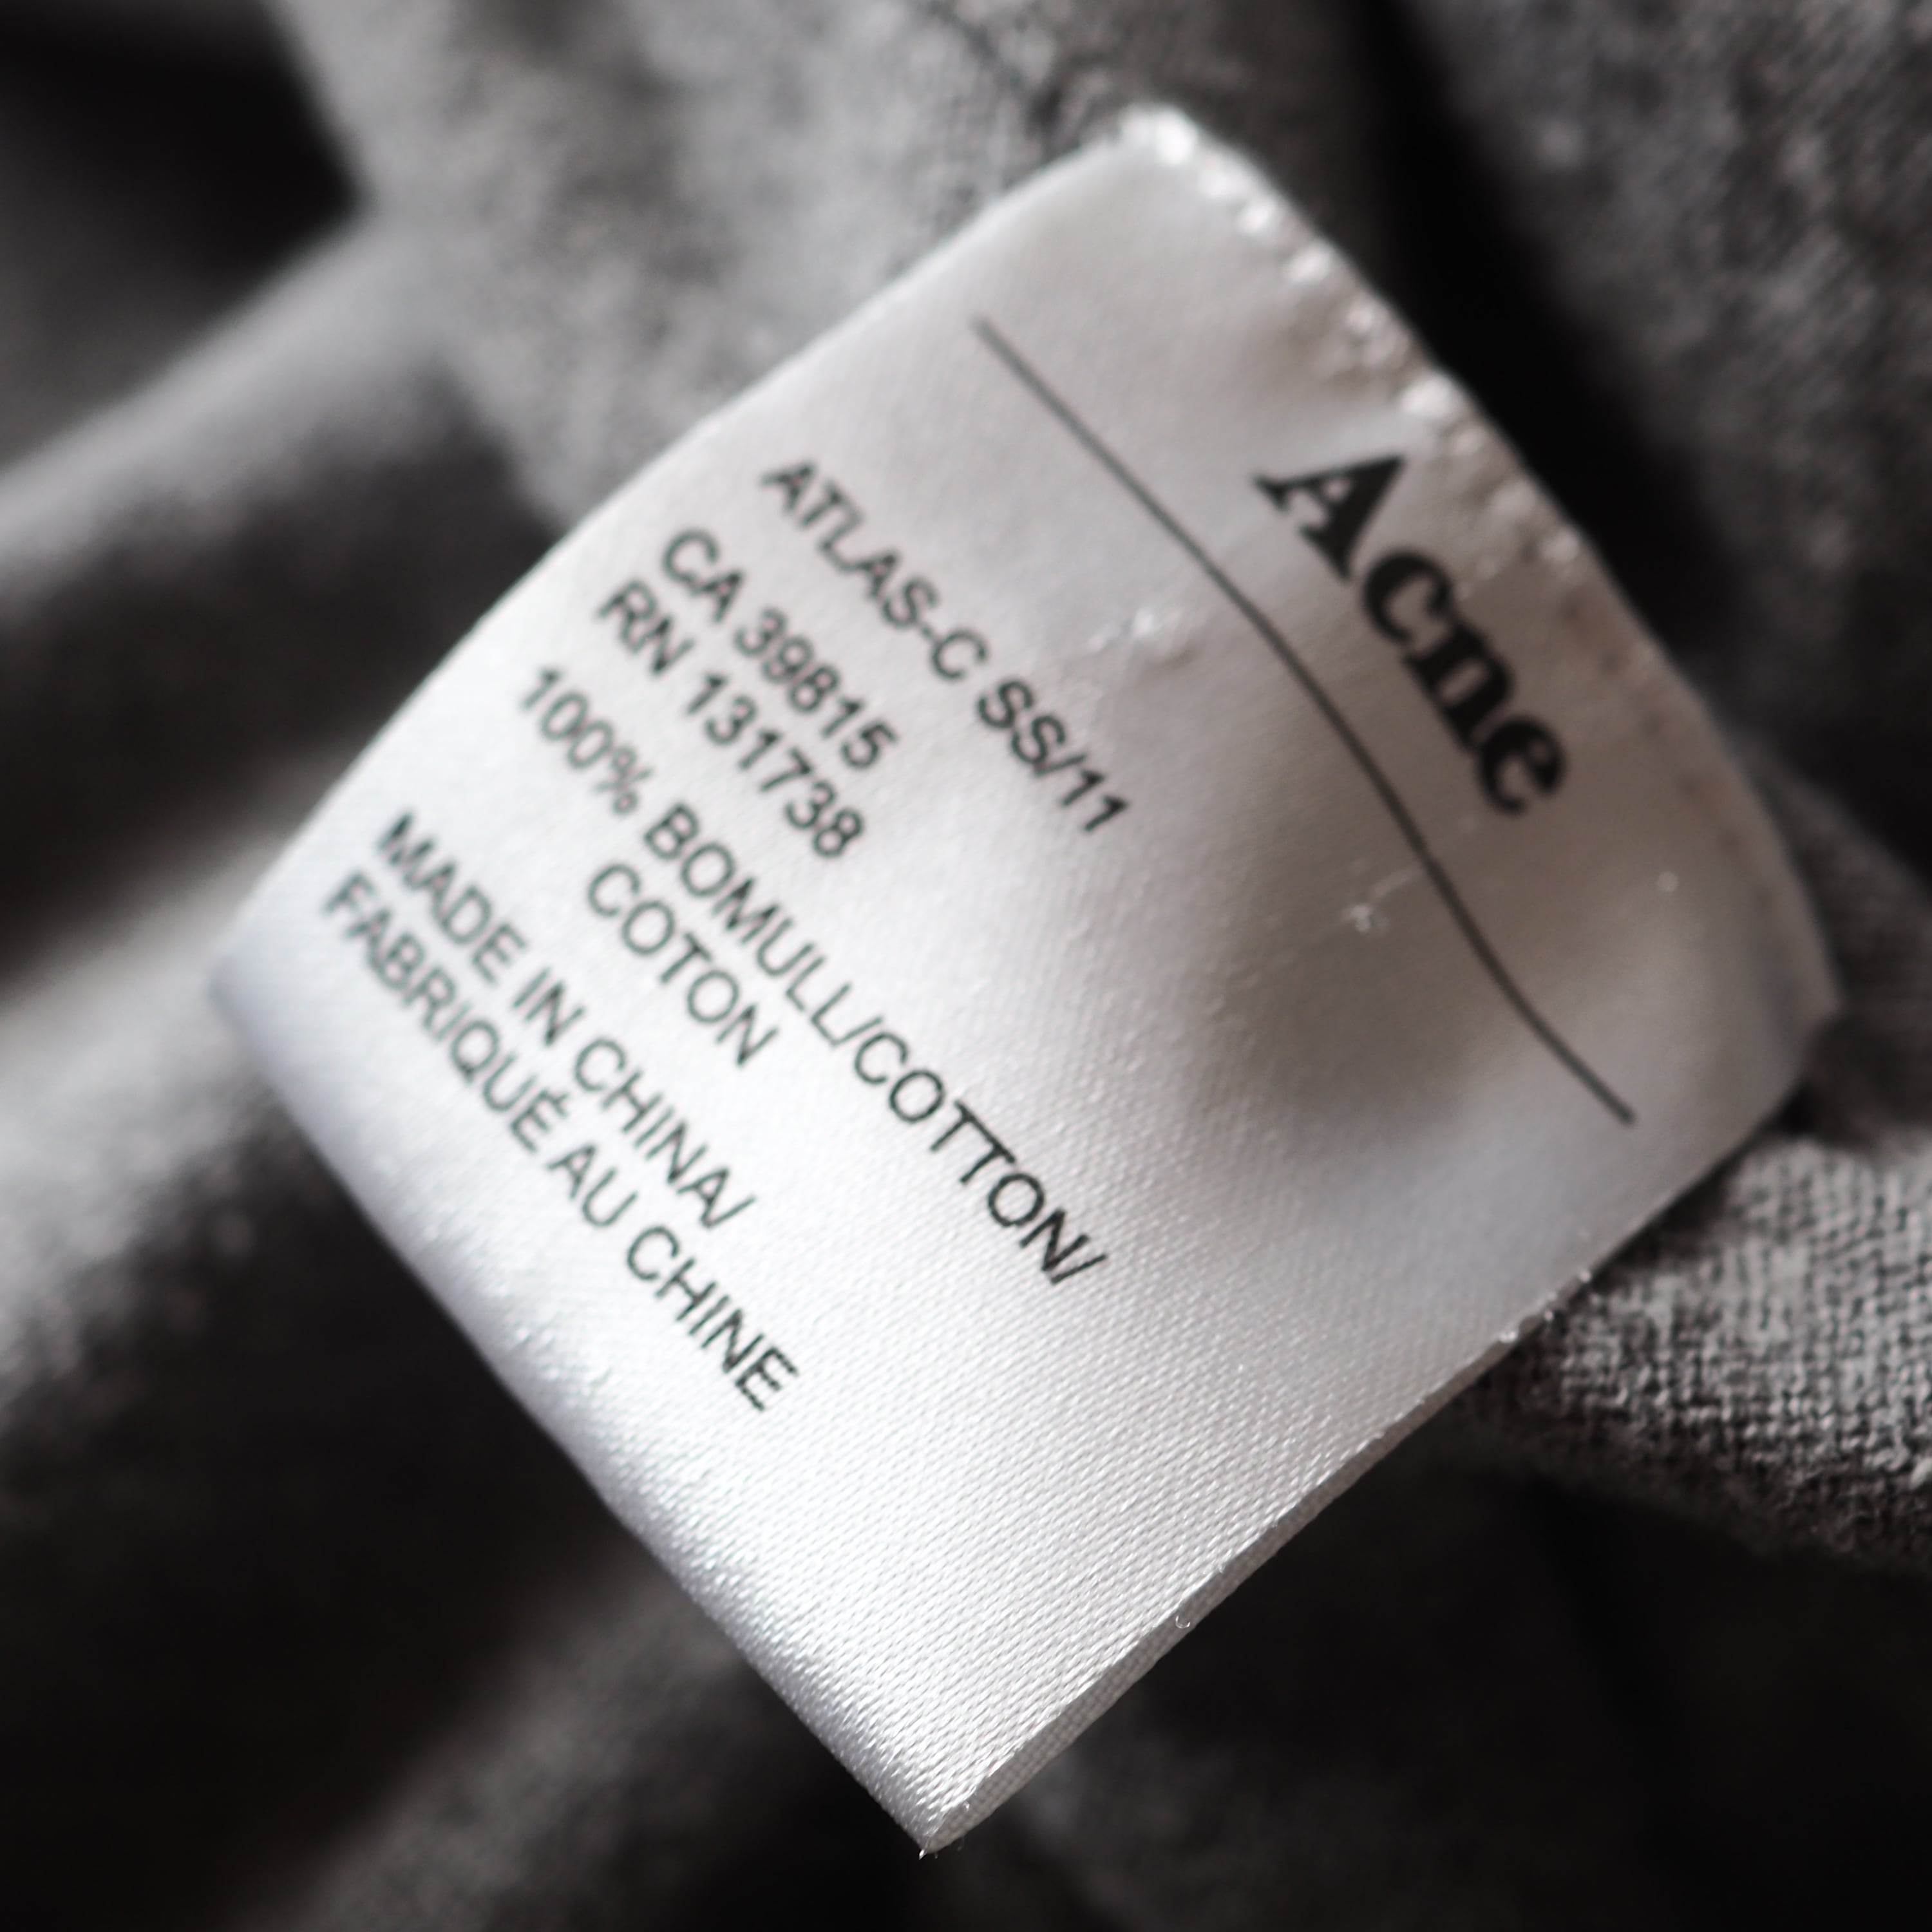 Acne
ATLAS-C SS/11
CA 39815
RN 131738
100% BOMULL/COTTON/
COTON
MADE IN CHINA/
FABRIQUÉ AU CHINE